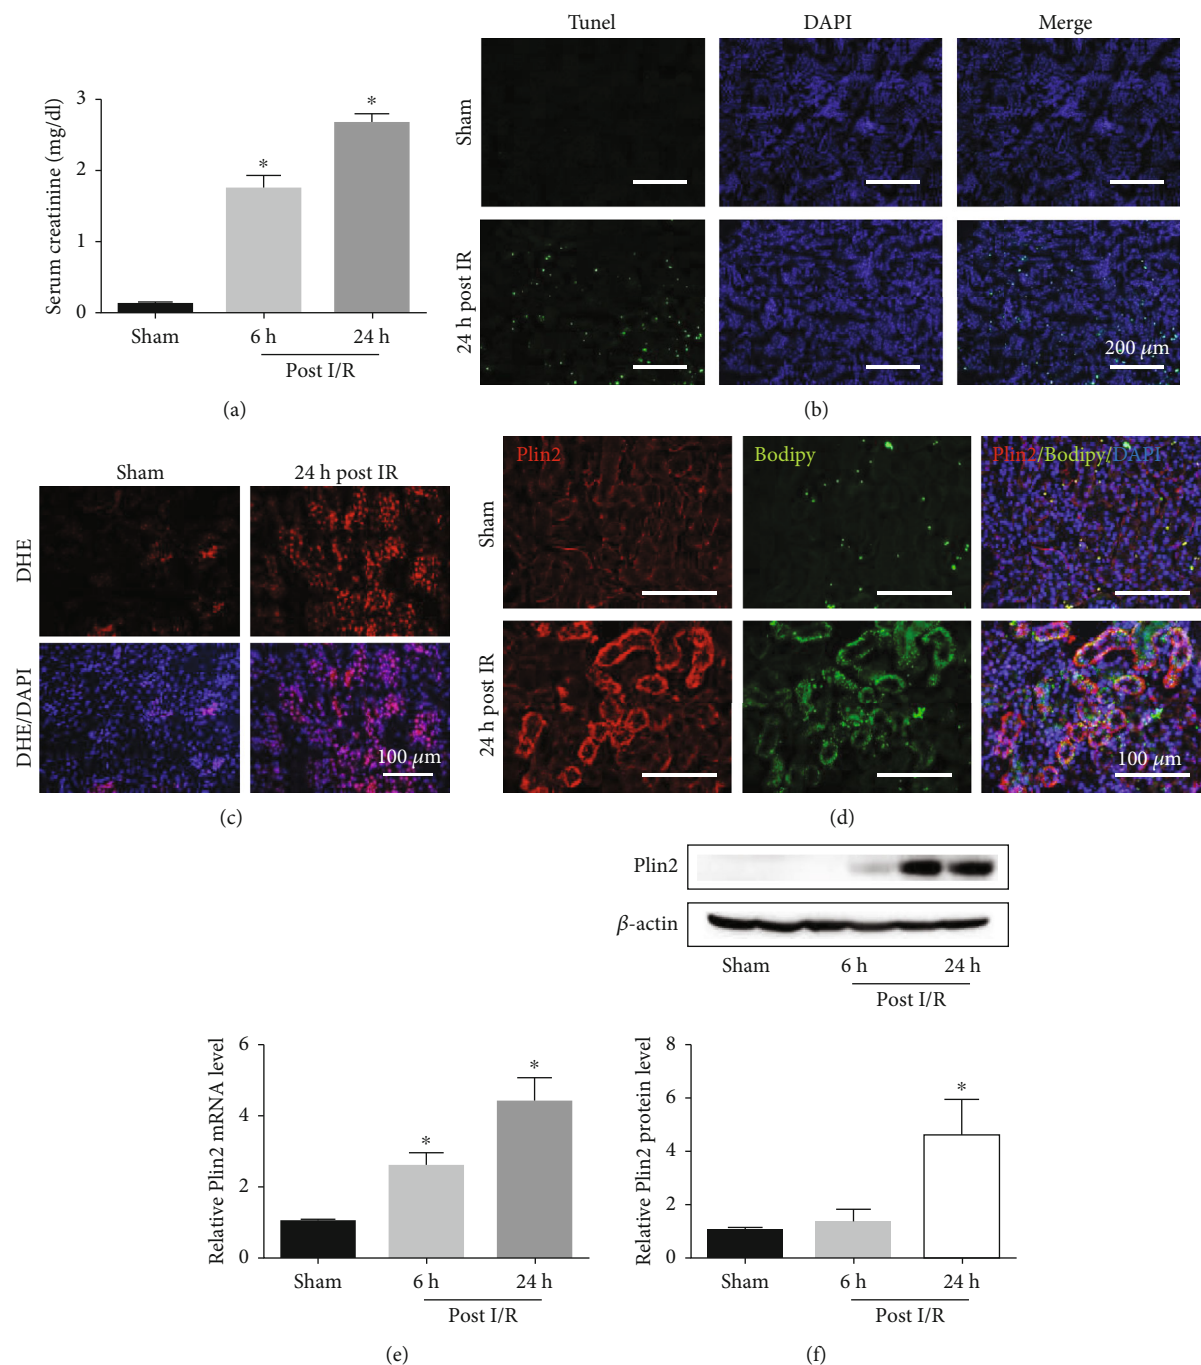 Serum creatinine (mg/dl)
3
2
1
0
*
*
Sham
6 h
24 h
Post I/R
(a)
Tunel
DAPI
Merge
Sham
24 h post IR
200 μm
(b)
Sham
24 h post IR
DHE
DHE/DAPI
100 μm
(c)
Plin2
Bodipy
Plin2/Bodipy/DAPI
Sham
24 h post IR
100 μm
(d)
Relative Plin2 mRNA level
6
4
2
0
*
*
Sham
6 h
24 h
Post I/R
(e)
Plin2
β-actin
Sham
6 h
24 h
Post I/R
Relative Plin2 protein level
8
6
4
2
0
*
Sham
6 h
24 h
Post I/R
(f)